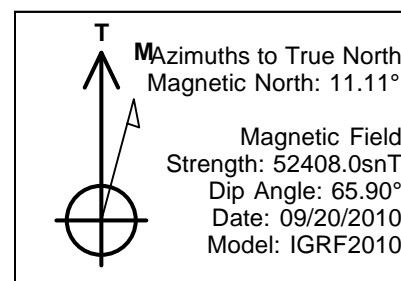 T
M
Azimuths to True North
Magnetic North: 11.11°
Magnetic Field
Strength: 52408.0snT
Dip Angle: 65.90°
Date: 09/20/2010
Model: IGRF2010